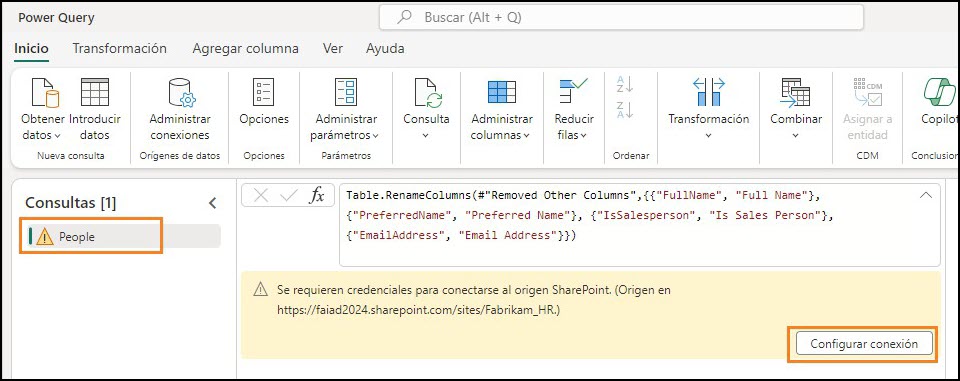 Power Query
Buscar (Alt + Q)
Inicio Transformación Agregar columna Ver Ayuda
Obtener datos
Introducir datos
Nueva consulta
Administrar conexiones
Orígenes de datos
Opciones
Opciones
Administrar parámetros
Parámetros
Consulta
Administrar columnas
Reducir filas
A
Z
Z
A
Ordenar
Transformación
Combinar
CDM
Asignar a entidad
CDM
Copilot
Conclusion
Consultas [1]
People
fx
Table.RenameColumns(#"Removed Other Columns",{{"FullName", "Full Name"},
{"PreferredName", "Preferred Name"}, {"IsSalesperson", "Is Sales Person"},
{"EmailAddress", "Email Address"}})
Se requieren credenciales para conectarse al origen SharePoint. (Origen en
https://faiad2024.sharepoint.com/sites/Fabrikam_HR.)
Configurar conexión